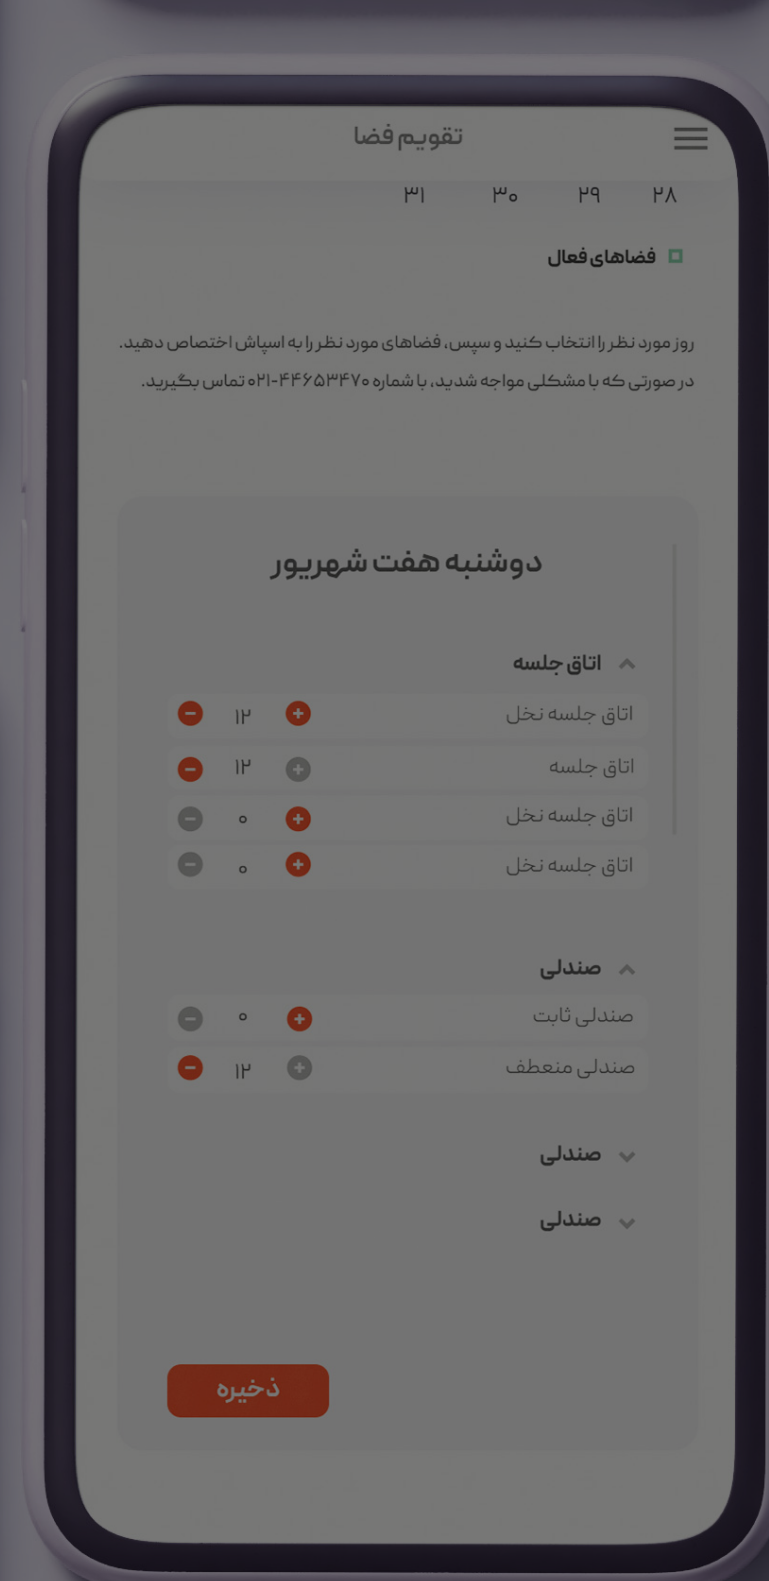 تقویم فضا
۲۸ ۲۹ ۳۰ ۳۱
فضاهای فعال
روز مورد نظر را انتخاب کنید و سپس، فضاهای مورد نظر را به اسپاش اختصاص دهید.
در صورتی که با مشکلی مواجه شدید، با شماره ۰۲۱-۴۴۶۵۳۴۷۰ تماس بگیرید.
دوشنبه هفت شهریور
اتاق جلسه
اتاق جلسه نخل + ۱۲ -
اتاق جلسه + ۱۲ -
اتاق جلسه نخل + ۰ -
اتاق جلسه نخل + ۰ -
صندلی
صندلی ثابت + ۰ -
صندلی منعطف + ۱۲ -
صندلی
صندلی
ذخیره